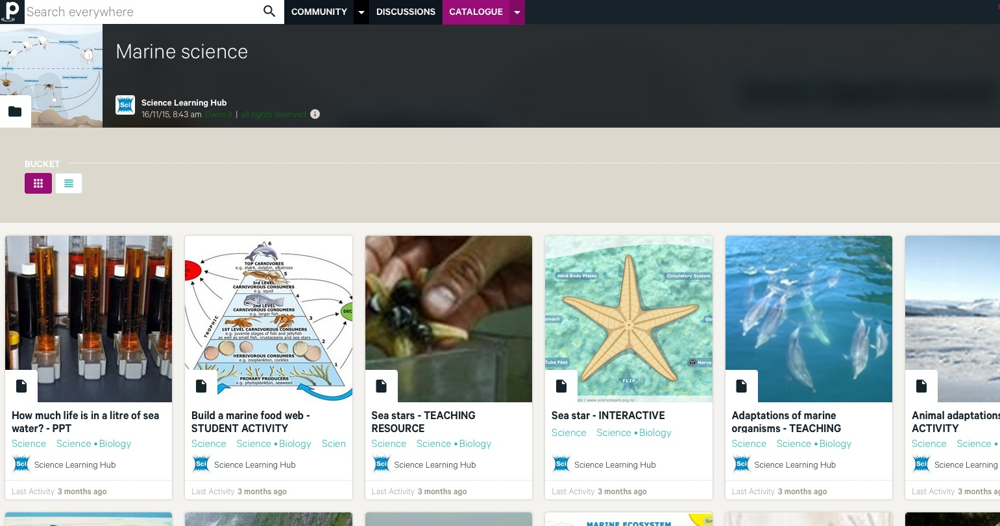 Search everywhere
COMMUNITY
DISCUSSIONS
CATALOGUE
Marine science
Science Learning Hub
16/11/15, 8:43 am Owns it | all rights reserved
BUCKET
6
TOP CARNIVORES
e.g. shark, dolphin, albatross
5
3rd LEVEL
CARNIVOROUS CONSUMERS
e.g. squid
4
2nd LEVEL
CARNIVOROUS CONSUMERS
e.g. larger fish
3
1ST LEVEL CARNIVOROUS CONSUMERS
e.g. juvenile stages of fish and jellyfish
as well as small fish, crustaceans and sea stars
2
TROPHIC
HERBIVOROUS CONSUMERS
e.g. zooplankton, cockles
1
PRIMARY PRODUCERS
e.g. phytoplankton, seaweed
Hard Body Plates
Circulatory System
Tube Feet
Nerve
FLIP
www.sciencelearn.org.nz
How much life is in a litre of sea
water? - PPT
Science Science • Biology
Sci Science Learning Hub
Last Activity 3 months ago
Build a marine food web -
STUDENT ACTIVITY
Science Science • Biology Scien
Sci Science Learning Hub
Last Activity 3 months ago
Sea stars - TEACHING
RESOURCE
Science Science • Biology
Sci Science Learning Hub
Last Activity 3 months ago
Sea star - INTERACTIVE
Science Science • Biology
Sci Science Learning Hub
Last Activity 3 months ago
Adaptations of marine
organisms - TEACHING
Science Science • Biology
Sci Science Learning Hub
Last Activity 3 months ago
Animal adaptations
ACTIVITY
Science Science •
Sci Science Learning
Last Activity 3 months ag
MARINE ECOSYSTEM
Sun